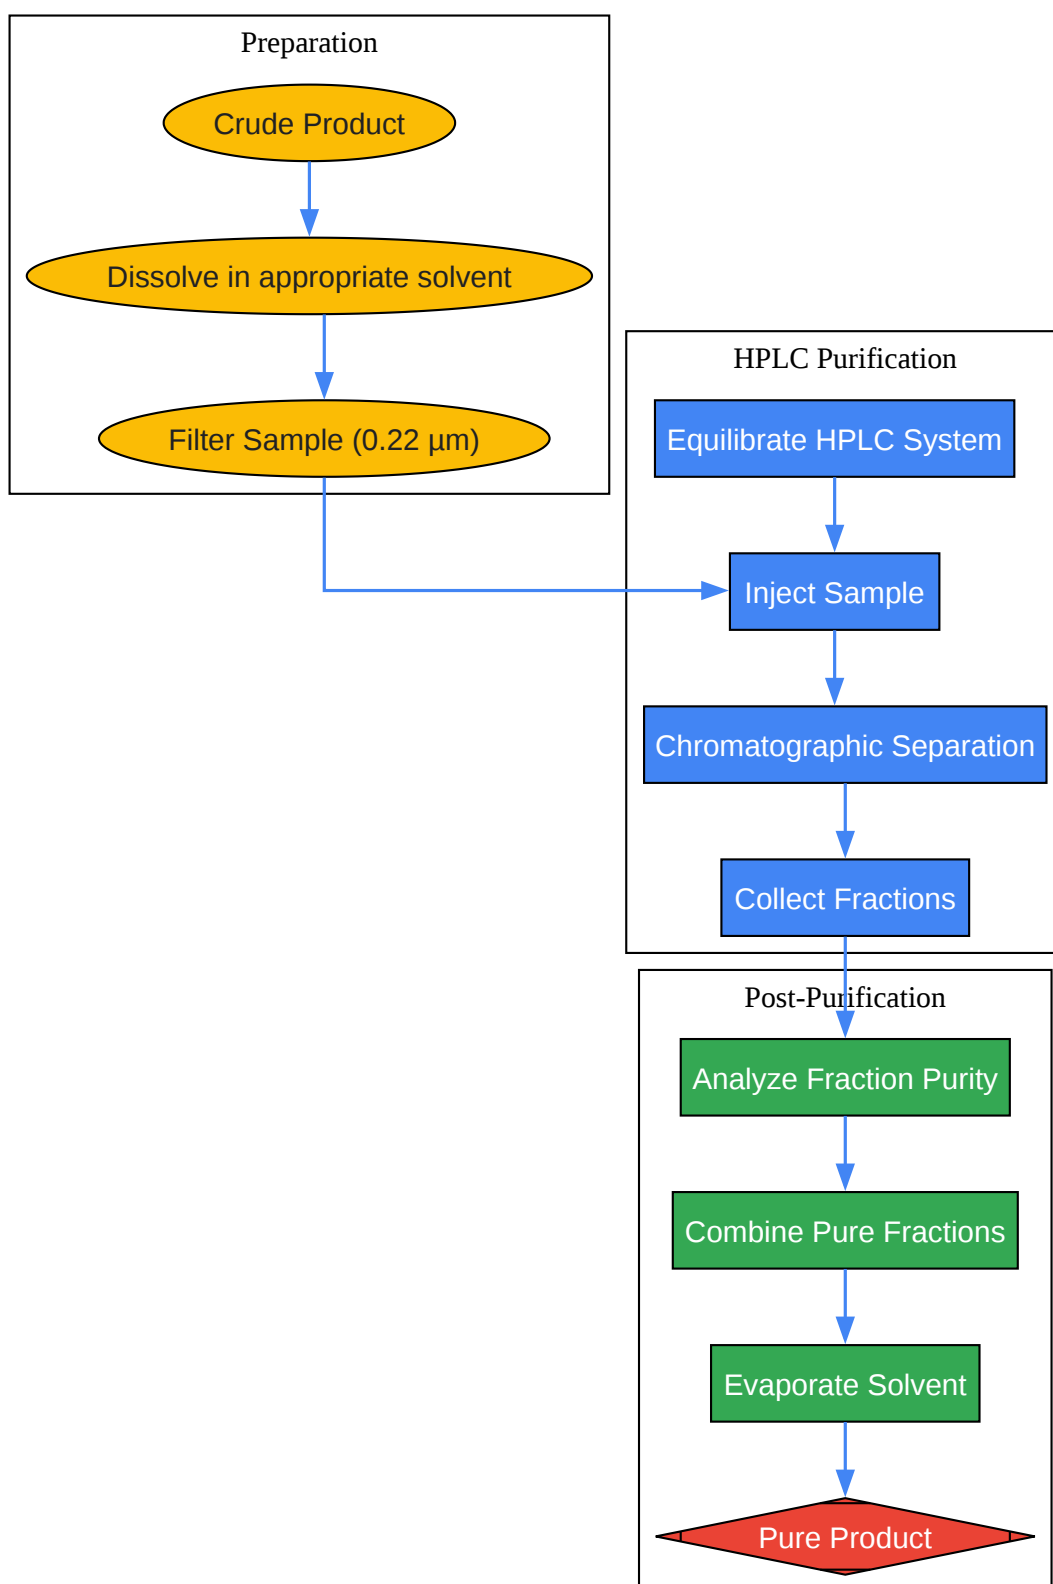 Preparation
Crude Product
Dissolve in appropriate solvent
Filter Sample (0.22 µm)
HPLC Purification
Equilibrate HPLC System
Inject Sample
Chromatographic Separation
Collect Fractions
Post-Purification
Analyze Fraction Purity
Combine Pure Fractions
Evaporate Solvent
Pure Product